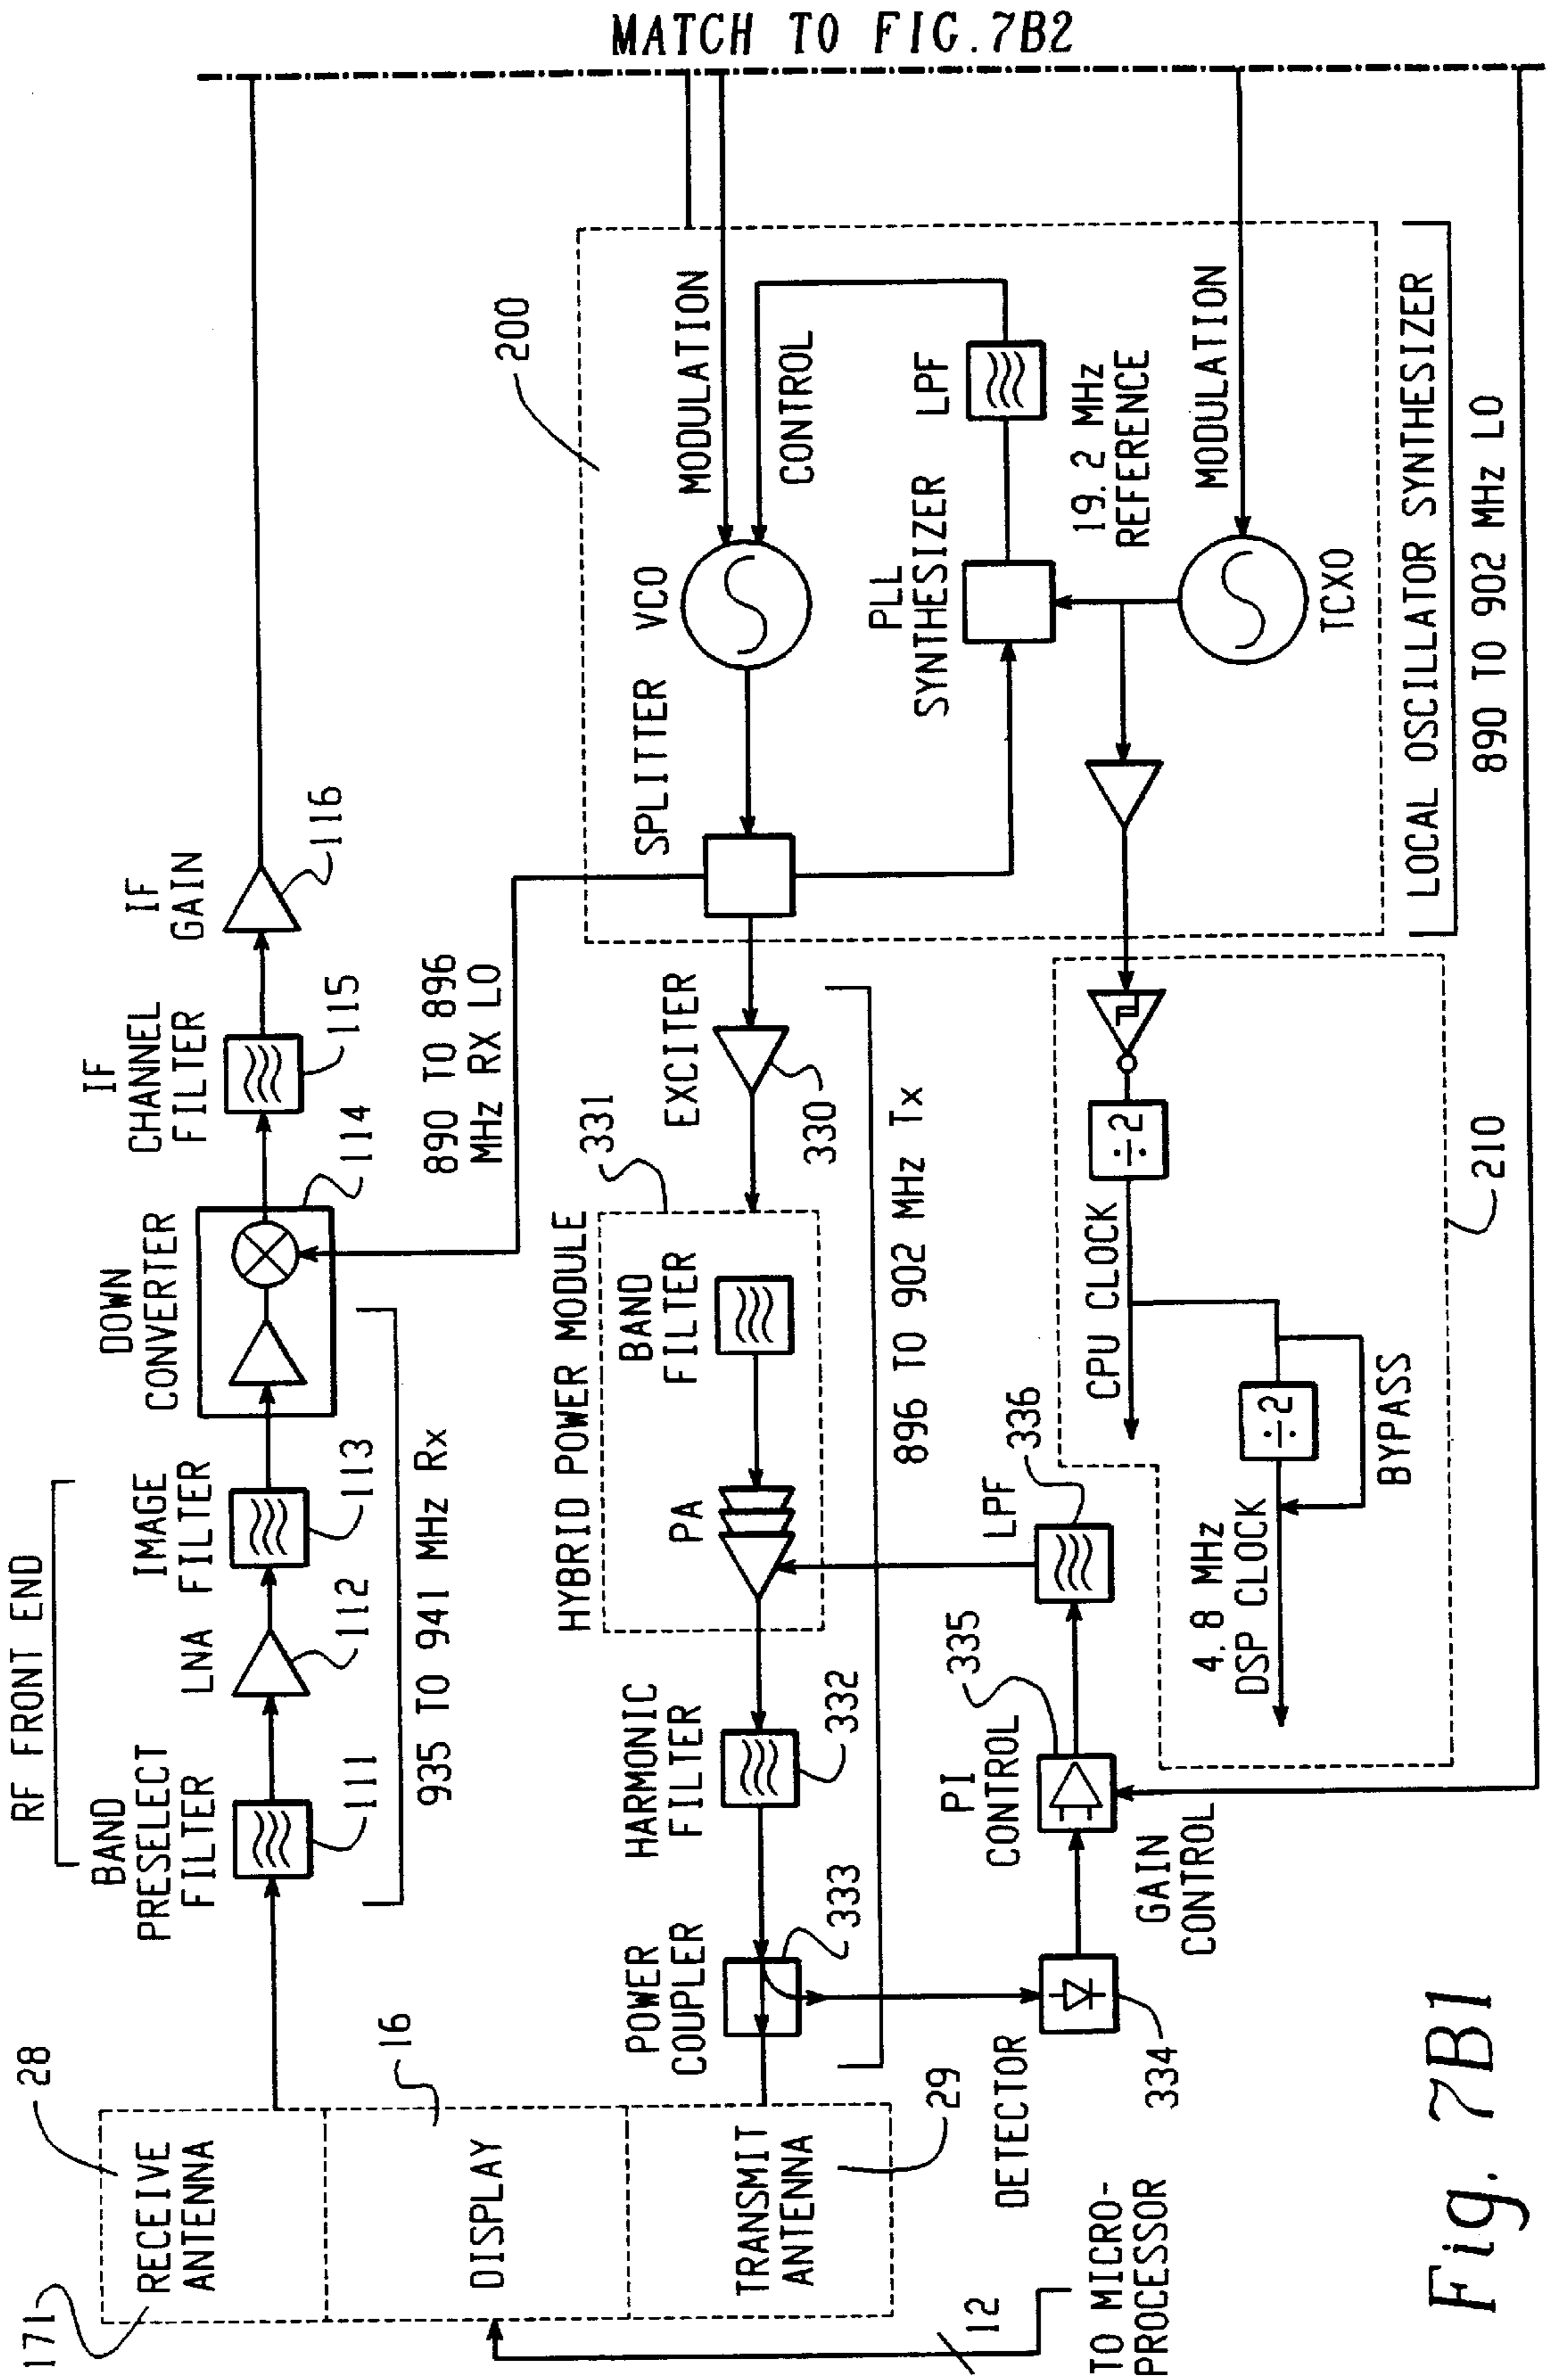 MATCH TO FIG.7B2
171
28
RECEIVE
ANTENNA
16
DISPLAY
TRANSMIT
ANTENNA
29
12
TO MICRO-
PROCESSOR
RF FRONT END
BAND
PRESELECT
FILTER
111
LNA
112
IMAGE
FILTER
113
935 TO 941 MHz Rx
DOWN
CONVERTER
114
IF
CHANNEL
FILTER
115
IF
GAIN
116
890 TO 896
MHz RX LO
POWER
COUPLER
333
HARMONIC
FILTER
332
HYBRID POWER MODULE
331
PA
BAND
FILTER
EXCITER
330
896 TO 902 MHz Tx
DETECTOR
334
PI
CONTROL
335
GAIN
CONTROL
LPF
336
200
SPLITTER
VCO
MODULATION
CONTROL
PLL
SYNTHESIZER
LPF
19.2 MHz
REFERENCE
MODULATION
TCXO
LOCAL OSCILLATOR SYNTHESIZER
890 TO 902 MHz LO
÷2
CPU CLOCK
÷2
BYPASS
4.8 MHz
DSP CLOCK
210
Fig. 7B1